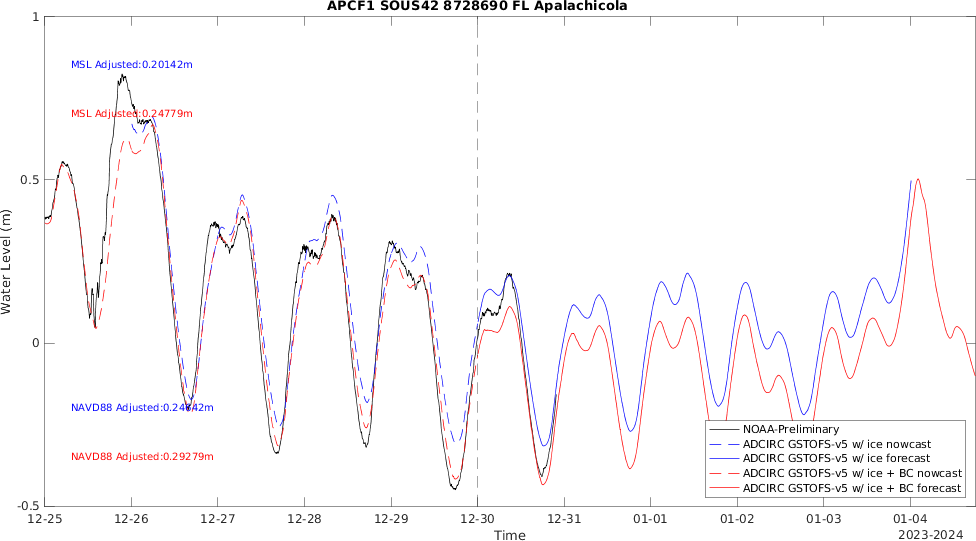 APCF1 SOUS42 8728690 FL Apalachicola
1
MSL Adjusted:0.20142m
MSL Adjusted:0.24779m
0.5
Water Level (m)
0
NAVD88 Adjusted:0.24642m
NAVD88 Adjusted:0.29279m
NOAA-Preliminary
ADCIRC GSTOFS-v5 w/ ice nowcast
ADCIRC GSTOFS-v5 w/ ice forecast
ADCIRC GSTOFS-v5 w/ ice + BC nowcast
ADCIRC GSTOFS-v5 w/ ice + BC forecast
-0.5
12-25 12-26 12-27 12-28 12-29 12-30 12-31 01-01 01-02 01-03 01-04
Time
2023-2024